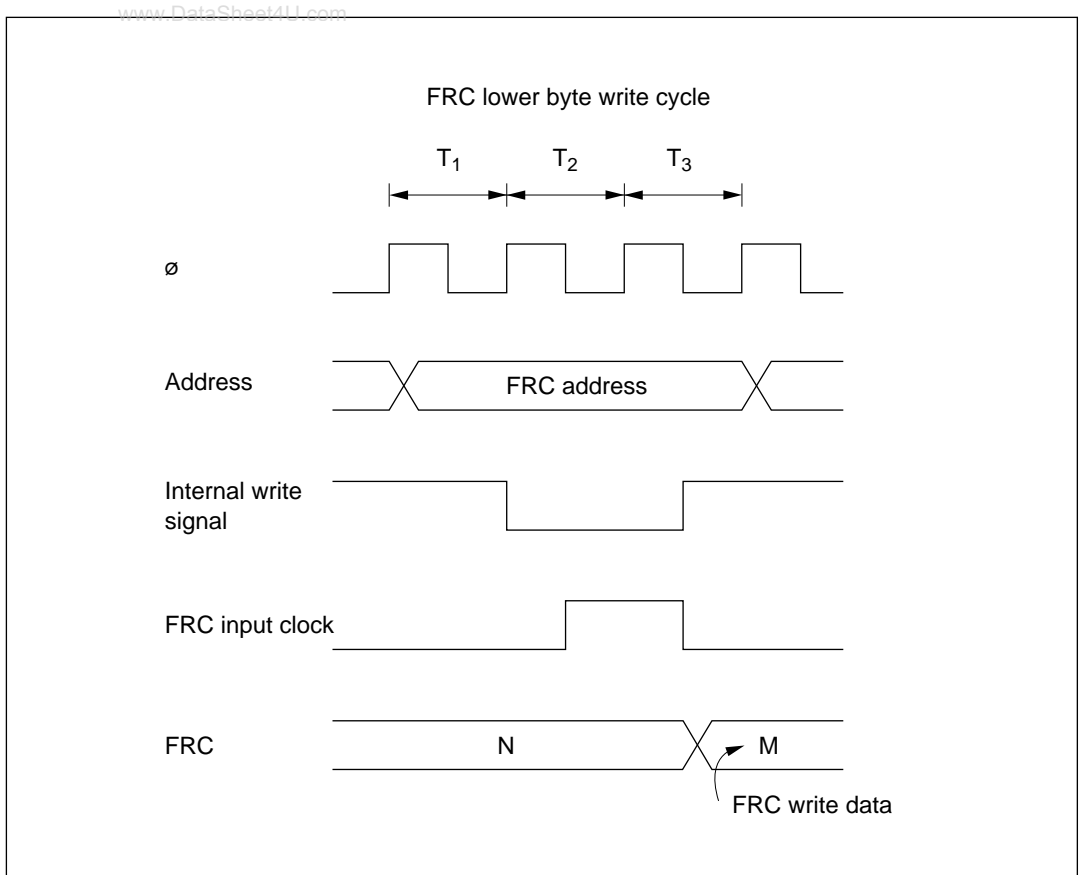 www.DataSheet4U.com
FRC lower byte write cycle
T1 T2 T3
ø
Address
FRC address
Internal write
signal
FRC input clock
FRC
N
M
FRC write data